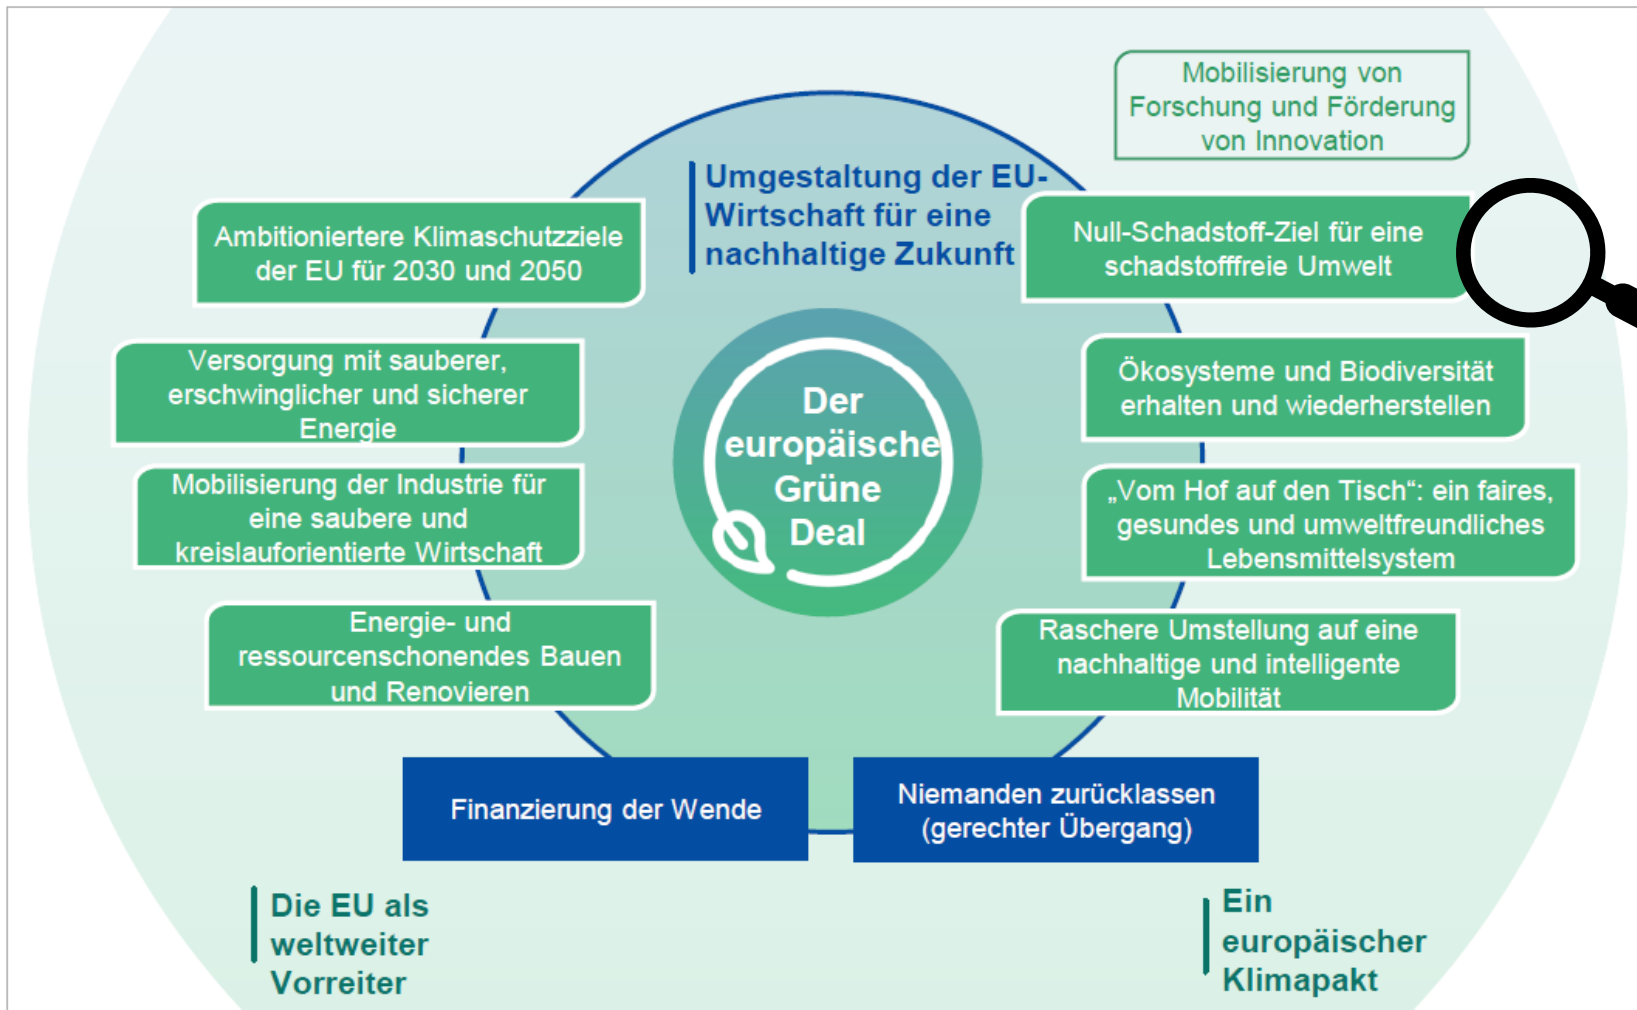 Mobilisierung von
Forschung und Förderung
von Innovation
Umgestaltung der EU-
Wirtschaft für eine
nachhaltige Zukunft
Ambitioniertere Klimaschutzziele
der EU für 2030 und 2050
Null-Schadstoff-Ziel für eine
schadstofffreie Umwelt
Versorgung mit sauberer,
erschwinglicher und sicherer
Energie
Ökosysteme und Biodiversität
erhalten und wiederherstellen
Der
europäische
Grüne
Deal
Mobilisierung der Industrie für
eine saubere und
kreislauforientierte Wirtschaft
„Vom Hof auf den Tisch“: ein faires,
gesundes und umweltfreundliches
Lebensmittelsystem
Energie- und
ressourcenschonendes Bauen
und Renovieren
Raschere Umstellung auf eine
nachhaltige und intelligente
Mobilität
Finanzierung der Wende
Niemanden zurücklassen
(gerechter Übergang)
Die EU als
weltweiter
Vorreiter
Ein
europäischer
Klimapakt